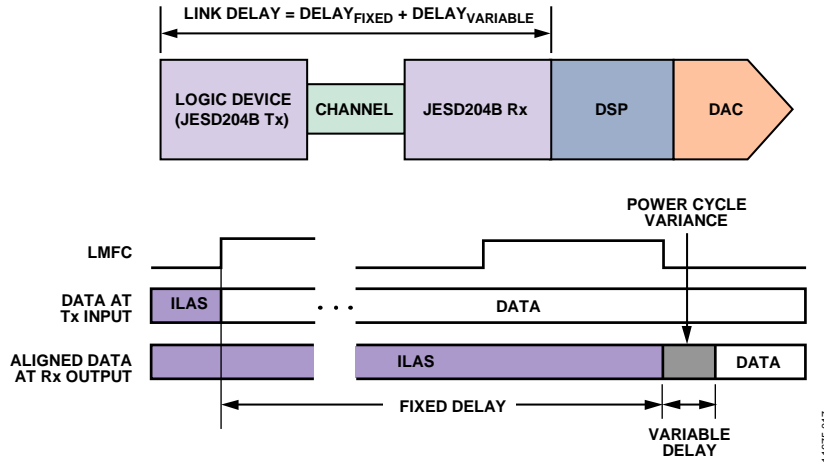 LINK DELAY = DELAYFIXED + DELAYVARIABLE
LOGIC DEVICE
(JESD204B Tx)
CHANNEL
JESD204B Rx
DSP
DAC
POWER CYCLE
VARIANCE
LMFC
DATA AT
Tx INPUT
ILAS
DATA
ALIGNED DATA
AT Rx OUTPUT
ILAS
DATA
FIXED DELAY
VARIABLE
DELAY